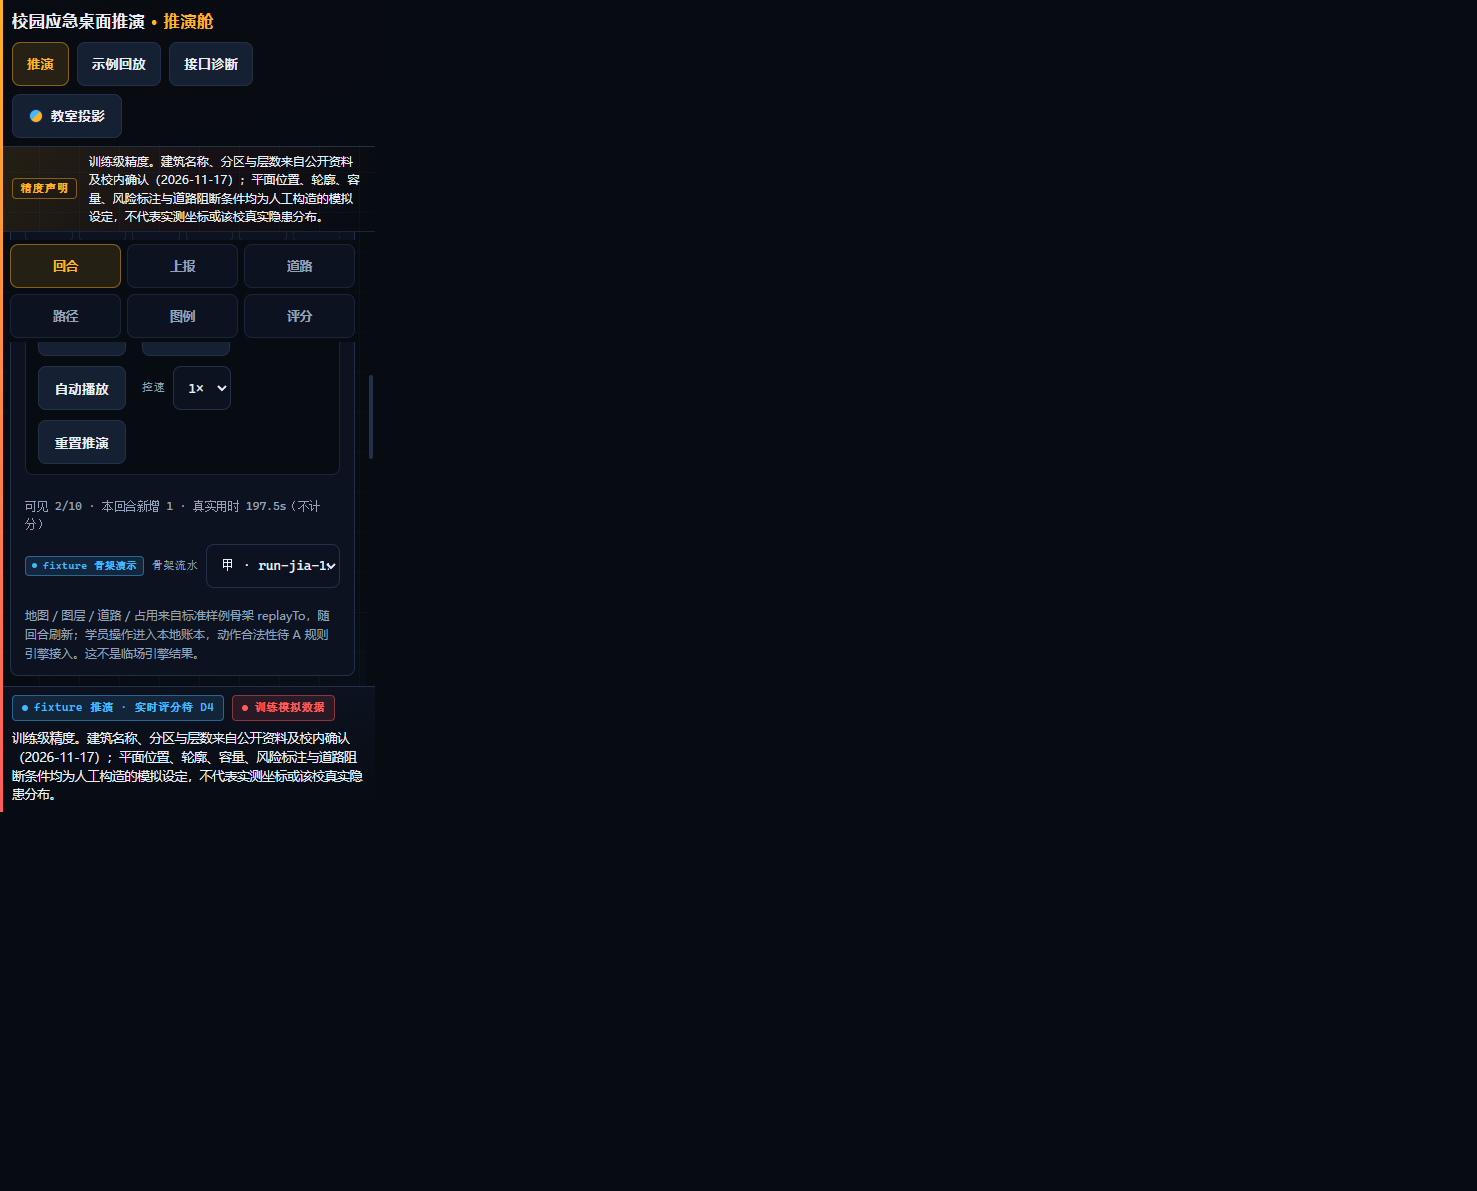 校园应急桌面推演 • 推演舱
推演
示例回放
接口诊断
教室投影
精度声明
训练级精度。建筑名称、分区与层数来自公开资料
及校内确认（2026-11-17）；平面位置、轮廓、容
量、风险标注与道路阻断条件均为人工构造的模拟
设定，不代表实测坐标或该校真实隐患分布。
回合
上报
道路
路径
图例
评分
自动播放
控速
1×
重置推演
可见 2/10 · 本回合新增 1 · 真实用时 197.5s（不计
分）
fixture 骨架演示
骨架流水
甲 · run-jia-1
地图 / 图层 / 道路 / 占用来自标准样例骨架 replayTo，随
回合刷新；学员操作进入本地账本，动作合法性待 A 规则
引擎接入。这不是临场引擎结果。
fixture 推演 · 实时评分待 D4
训练模拟数据
训练级精度。建筑名称、分区与层数来自公开资料及校内确认
（2026-11-17）；平面位置、轮廓、容量、风险标注与道路阻
断条件均为人工构造的模拟设定，不代表实测坐标或该校真实隐
患分布。